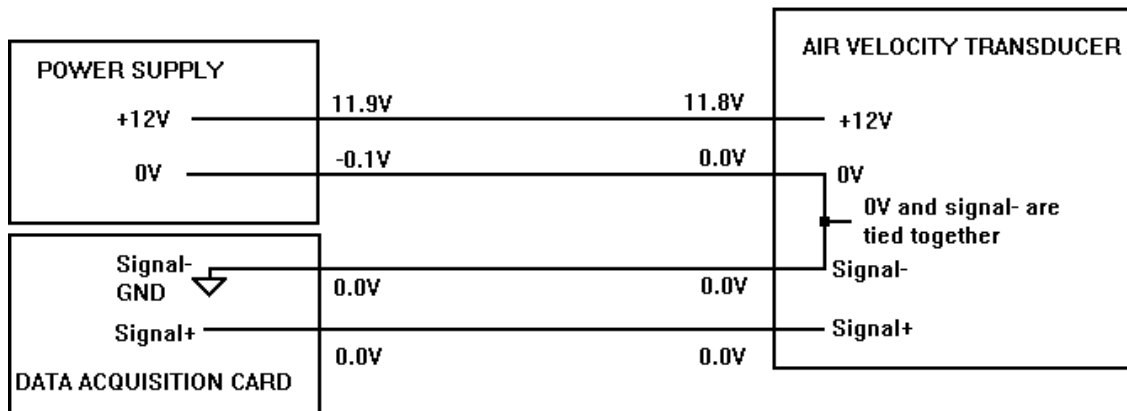 AIR VELOCITY TRANSDUCER
POWER SUPPLY
11.9V
11.8V
+12V
+12V
-0.1V
0.0V
0V
0V
0V and signal- are
tied together
Signal-
GND
0.0V
0.0V
Signal-
Signal+
Signal+
0.0V
0.0V
DATA ACQUISITION CARD